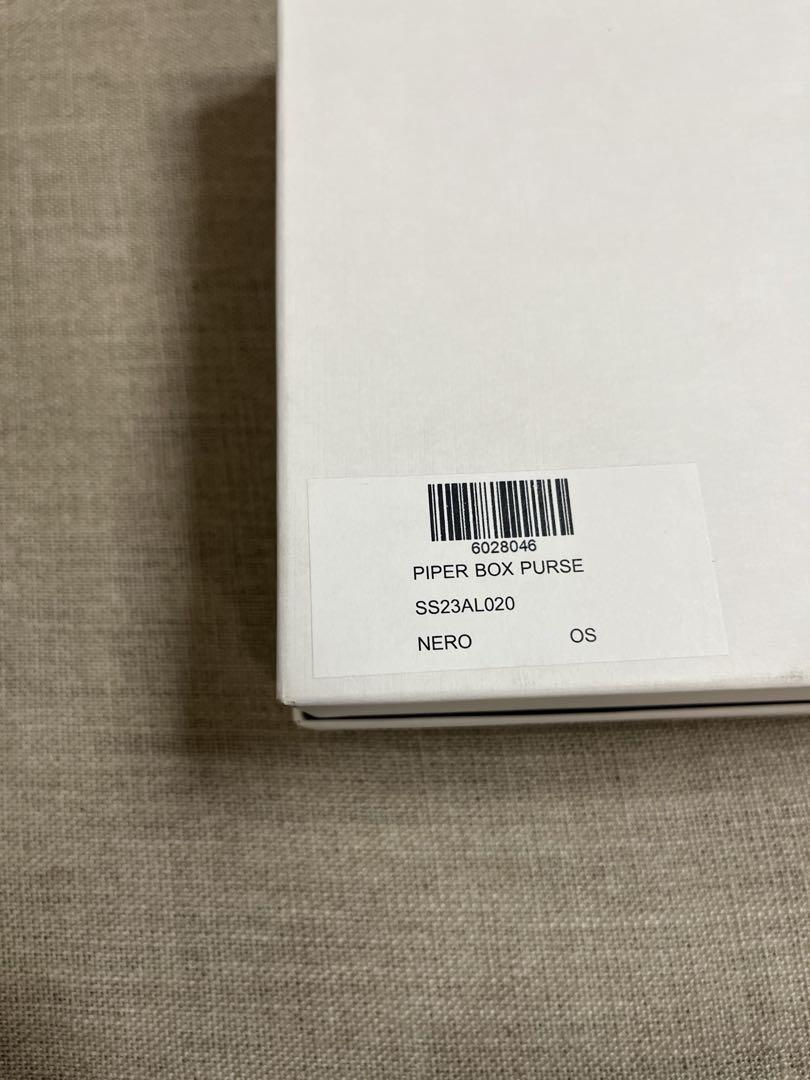 6028046
PIPER BOX PURSE
SS23AL020
NERO OS